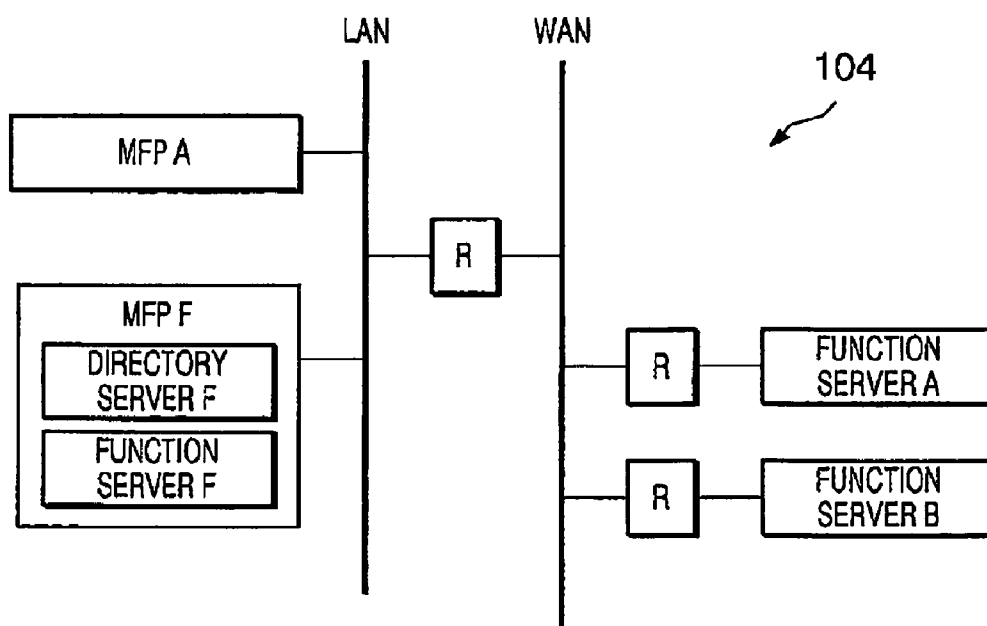 LAN
WAN
104
MFP A
R
MFP F
DIRECTORY
SERVER F
FUNCTION
SERVER F
R
FUNCTION
SERVER A
R
FUNCTION
SERVER B